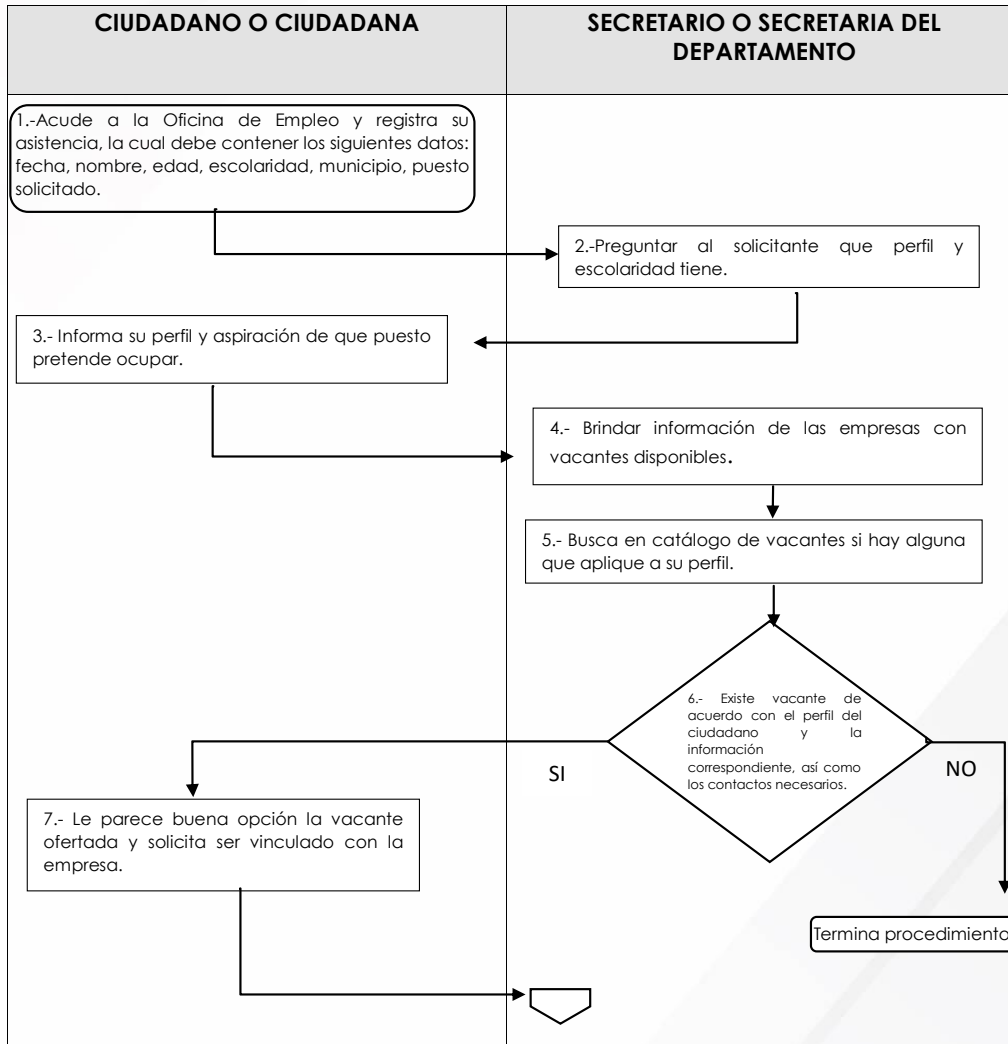 CIUDADANO O CIUDADANA
SECRETARIO O SECRETARIA DEL
DEPARTAMENTO
1.-Acude a la Oficina de Empleo y registra su
asistencia, la cual debe contener los siguientes datos:
fecha, nombre, edad, escolaridad, municipio, puesto
solicitado.
2.-Preguntar al solicitante que perfil y
escolaridad tiene.
3.- Informa su perfil y aspiración de que puesto
pretende ocupar.
4.- Brindar información de las empresas con
vacantes disponibles.
5.- Busca en catálogo de vacantes si hay alguna
que aplique a su perfil.
6.- Existe vacante de
acuerdo con el perfil del
ciudadano y la
información
correspondiente, así como
los contactos necesarios.
SI
NO
7.- Le parece buena opción la vacante
ofertada y solicita ser vinculado con la
empresa.
Termina procedimiento